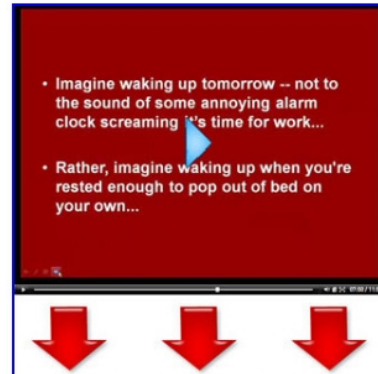 • Imagine waking up tomorrow -- not to
the sound of some annoying alarm
clock screaming it's time for work...
• Rather, imagine waking up when you're
rested enough to pop out of bed on
your own...